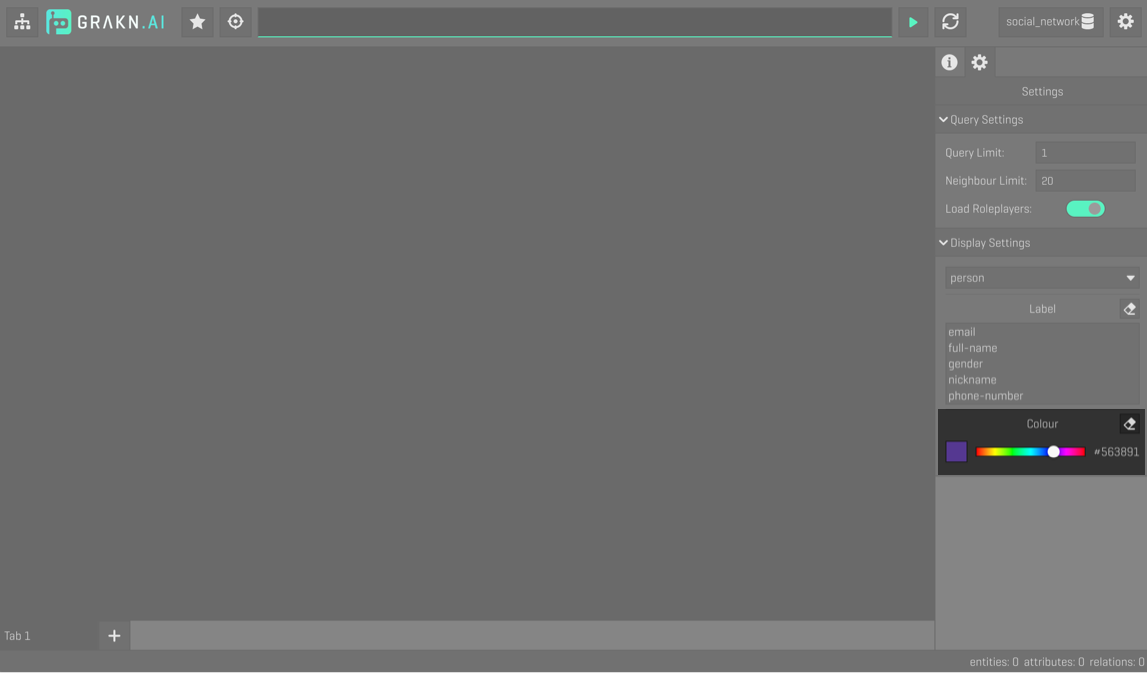 GRAKN.AI
social_network
Settings
Query Settings
Query Limit: 1
Neighbour Limit: 20
Load Roleplayers:
Display Settings
person
Label
email
full-name
gender
nickname
phone-number
Colour
#563891
Tab 1
entities: 0 attributes: 0 relations: 0